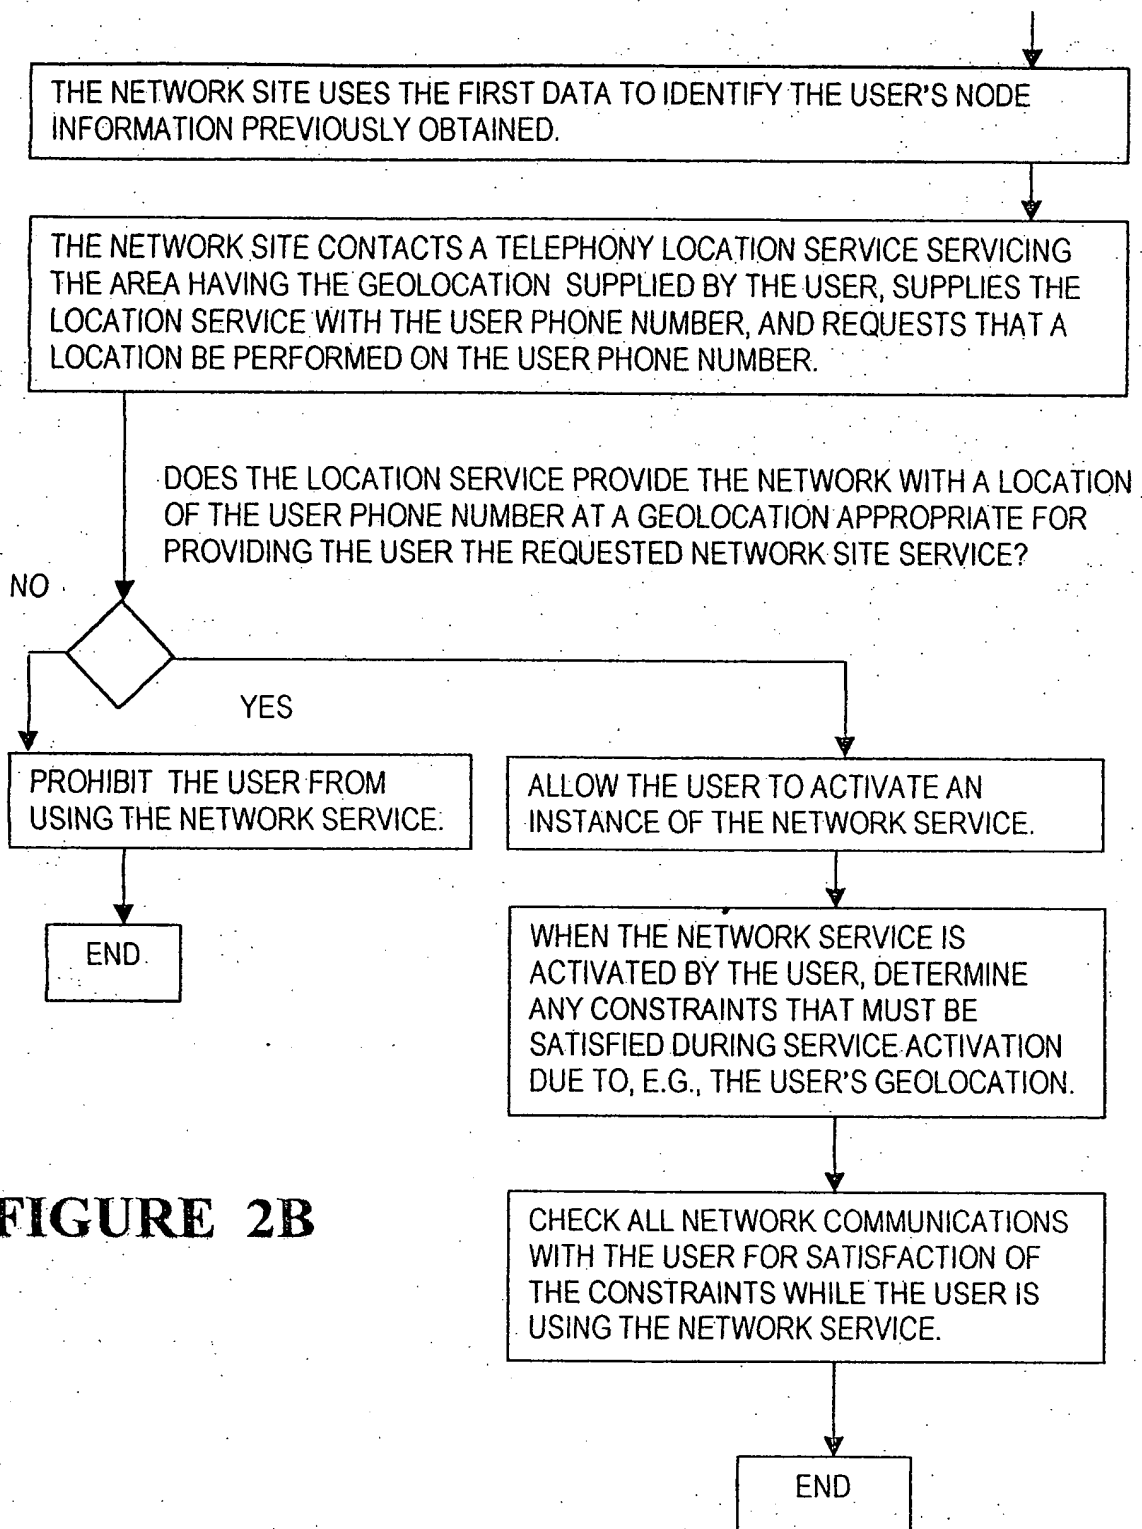 THE NETWORK SITE USES THE FIRST DATA TO IDENTIFY THE USER'S NODE
INFORMATION PREVIOUSLY OBTAINED.
THE NETWORK SITE CONTACTS A TELEPHONY LOCATION SERVICE SERVICING
THE AREA HAVING THE GEOLOCATION SUPPLIED BY THE USER, SUPPLIES THE
LOCATION SERVICE WITH THE USER PHONE NUMBER, AND REQUESTS THAT A
LOCATION BE PERFORMED ON THE USER PHONE NUMBER.
DOES THE LOCATION SERVICE PROVIDE THE NETWORK WITH A LOCATION
OF THE USER PHONE NUMBER AT A GEOLOCATION APPROPRIATE FOR
PROVIDING THE USER THE REQUESTED NETWORK SITE SERVICE?
NO
YES
PROHIBIT THE USER FROM
USING THE NETWORK SERVICE.
END
ALLOW THE USER TO ACTIVATE AN
INSTANCE OF THE NETWORK SERVICE.
WHEN THE NETWORK SERVICE IS
ACTIVATED BY THE USER, DETERMINE
ANY CONSTRAINTS THAT MUST BE
SATISFIED DURING SERVICE ACTIVATION
DUE TO, E.G., THE USER'S GEOLOCATION.
CHECK ALL NETWORK COMMUNICATIONS
WITH THE USER FOR SATISFACTION OF
THE CONSTRAINTS WHILE THE USER IS
USING THE NETWORK SERVICE.
END
FIGURE 2B